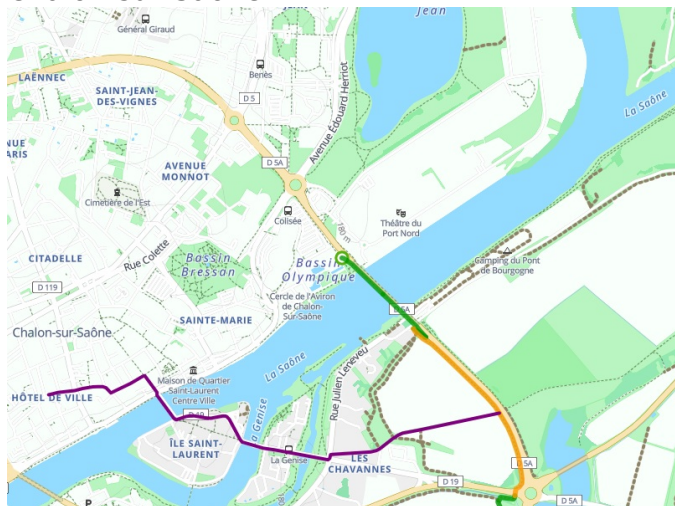 Jean
Général Giraud
Benès
LAËNNEC
D 5
SAINT-JEAN-
DES-VIGNES
Avenue Édouard Herriot
La Saône
NUE
ARIS
AVENUE
MONNOT
D 5A
Cimetière de l'Est
Colisée
180 m
Théâtre du
Port Nord
Rue Colette
CITADELLE
Bassin
Bressan
Bassin
Olympique
Camping du Pont
de Bourgogne
D 119
Cercle de l'Aviron
de Chalon-
Sur-Saône
SAINTE-MARIE
Chalon-sur-Saône
La Saône
Maison de Quartier
Saint-Laurent
Centre Ville
Rue Julien Leneveu
HÔTEL DE VILLE
D 19
La Genise
ÎLE SAINT-
LAURENT
La Genise
LES
CHAVANNES
D 5A
D 19
D 5A
P